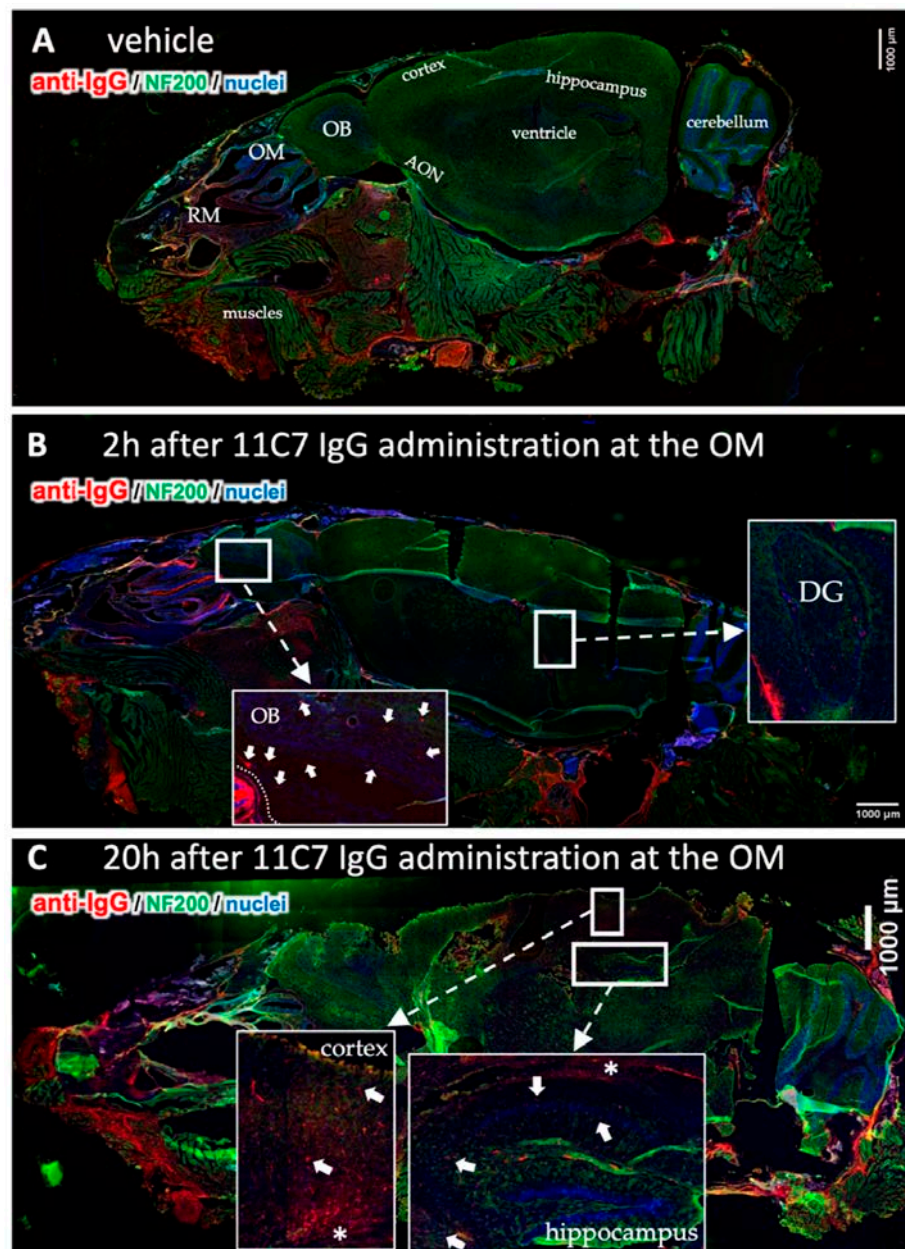 A vehicle
anti-IgG / NF200 / nuclei
1000 µm
cortex
hippocampus
OB
ventricle
cerebellum
OM
AON
RM
muscles
B 2h after 11C7 IgG administration at the OM
anti-IgG / NF200 / nuclei
DG
OB
1000 µm
C 20h after 11C7 IgG administration at the OM
anti-IgG / NF200 / nuclei
1000 µm
cortex
*
*
hippocampus